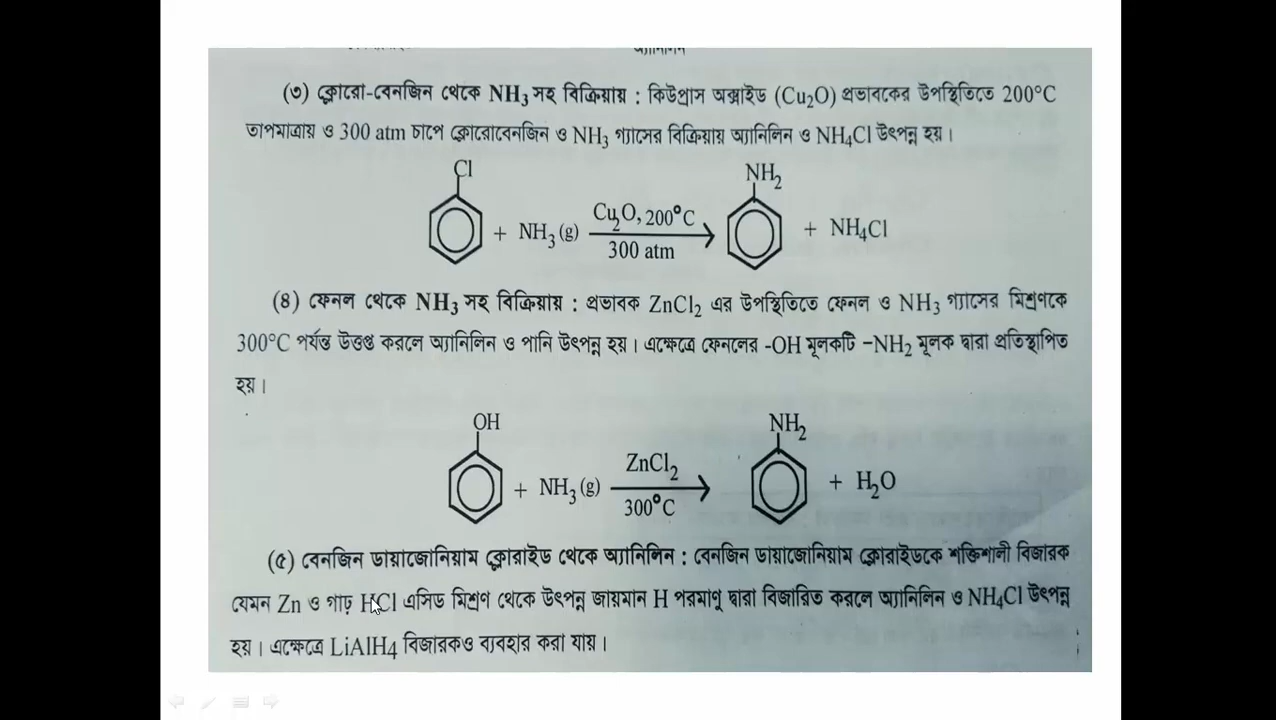 (৩) ক্লোরো-বেনজিন থেকে NH₃ সহ বিক্রিয়ায় : কিউপ্রাস অক্সাইড (Cu₂O) প্রভাবকের উপস্থিতিতে 200°C
তাপমাত্রায় ও 300 atm চাপে ক্লোরোবেনজিন ও NH₃ গ্যাসের বিক্রিয়ায় অ্যানিলিন ও NH₄Cl উৎপন্ন হয়।
Cl NH₂
+ NH₃(g) Cu₂O, 200°C + NH₄Cl
300 atm
(৪) ফেনল থেকে NH₃ সহ বিক্রিয়ায় : প্রভাবক ZnCl₂ এর উপস্থিতিতে ফেনল ও NH₃ গ্যাসের মিশ্রণকে
300°C পর্যন্ত উত্তপ্ত করলে অ্যানিলিন ও পানি উৎপন্ন হয়। এক্ষেত্রে ফেনলের -OH মূলকটি –NH₂ মূলক দ্বারা প্রতিস্থাপিত
হয়।
OH NH₂
+ NH₃(g) ZnCl₂ + H₂O
300°C
(৫) বেনজিন ডায়াজোনিয়াম ক্লোরাইড থেকে অ্যানিলিন : বেনজিন ডায়াজোনিয়াম ক্লোরাইডকে শক্তিশালী বিজারক
যেমন Zn ও গাঢ় HCl এসিড মিশ্রণ থেকে উৎপন্ন জায়মান H পরমাণু দ্বারা বিজারিত করলে অ্যানিলিন ও NH₄Cl উৎপন্ন
হয়। এক্ষেত্রে LiAlH₄ বিজারকও ব্যবহার করা যায়।